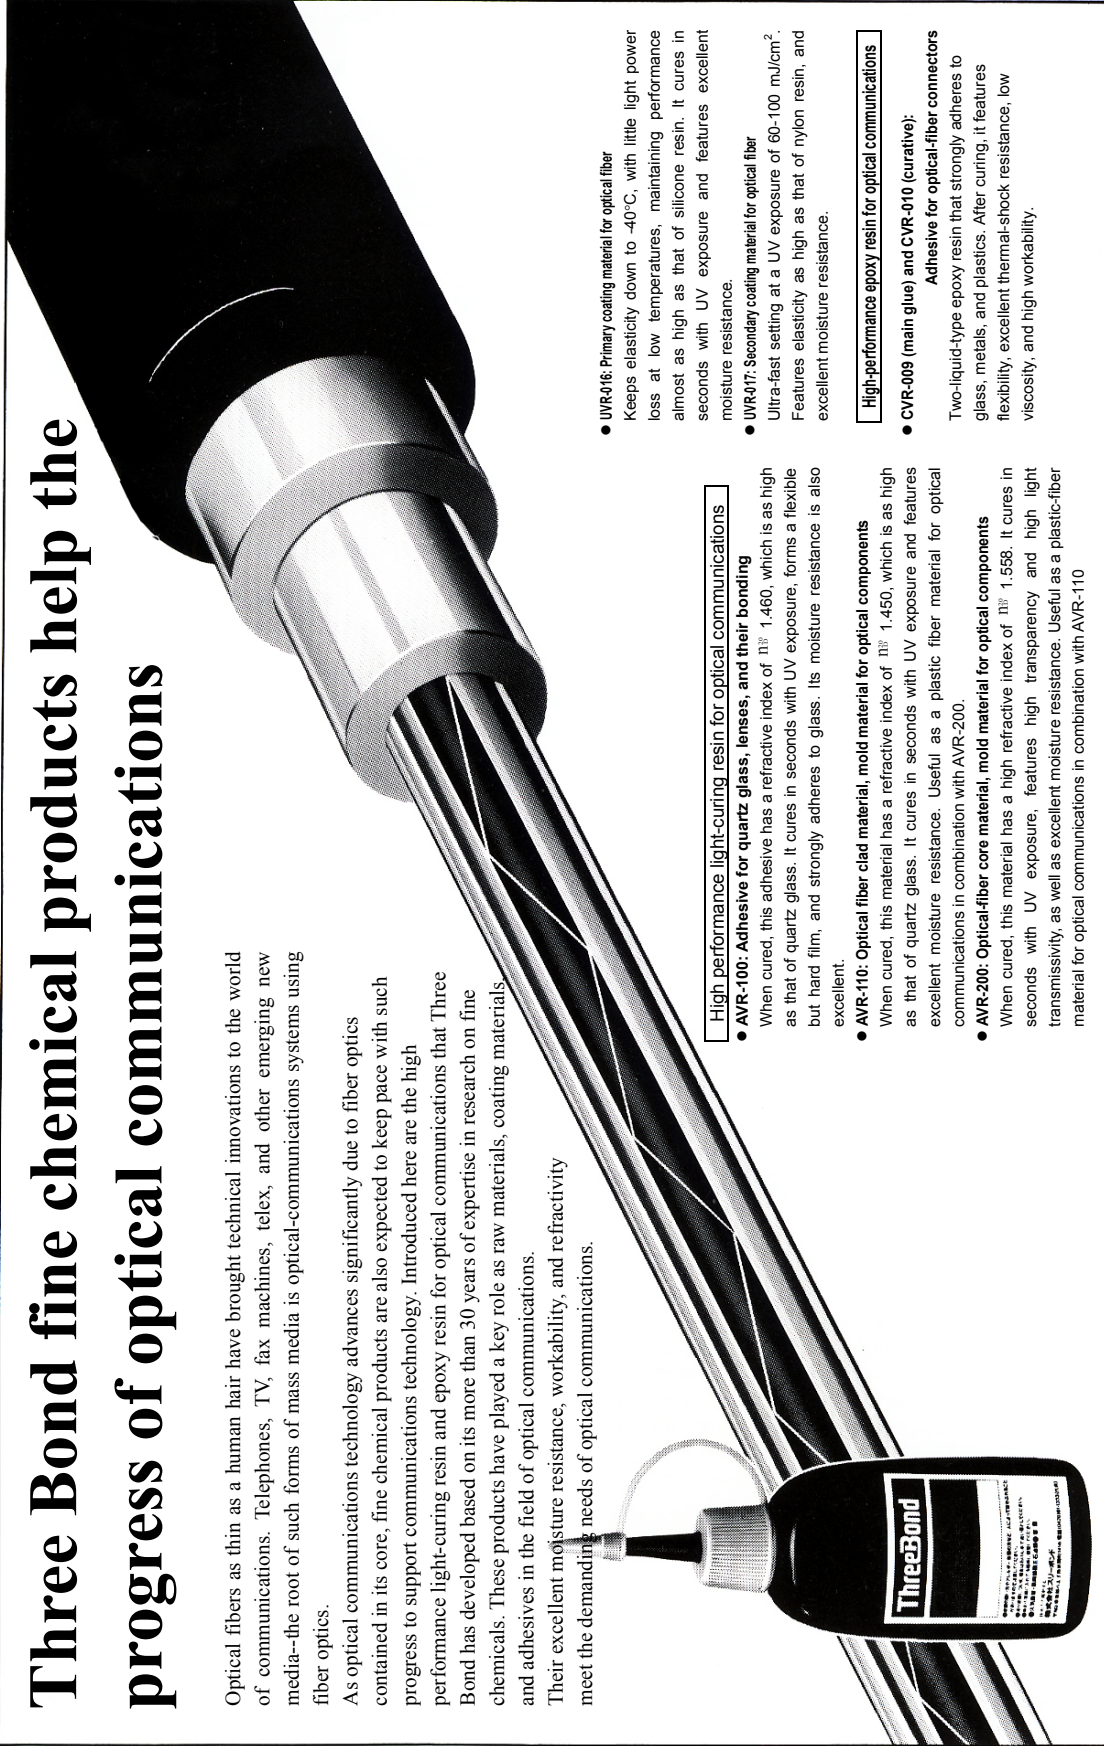 Three Bond fine chemical products help the
progress of optical communications
Optical fibers as thin as a human hair have brought technical innovations to the world
of communications. Telephones, TV, fax machines, telex, and other emerging new
media--the root of such forms of mass media is optical-communications systems using
fiber optics.
As optical communications technology advances significantly due to fiber optics
contained in its core, fine chemical products are also expected to keep pace with such
progress to support communications technology. Introduced here are the high
performance light-curing resin and epoxy resin for optical communications that Three
Bond has developed based on its more than 30 years of expertise in research on fine
chemicals. These products have played a key role as raw materials, coating materials,
and adhesives in the field of optical communications.
Their excellent moisture resistance, workability, and refractivity
meet the demanding needs of optical communications.
High performance light-curing resin for optical communications
● AVR-100: Adhesive for quartz glass, lenses, and their bonding
When cured, this adhesive has a refractive index of 1.460, which is as high
as that of quartz glass. It cures in seconds with UV exposure, forms a flexible
but hard film, and strongly adheres to glass. Its moisture resistance is also
excellent.
● AVR-110: Optical fiber clad material, mold material for optical components
When cured, this material has a refractive index of 1.450, which is as high
as that of quartz glass. It cures in seconds with UV exposure and features
excellent moisture resistance. Useful as a plastic fiber material for optical
communications in combination with AVR-200.
● AVR-200: Optical-fiber core material, mold material for optical components
When cured, this material has a high refractive index of 1.558. It cures in
seconds with UV exposure, features high transparency and high light
transmissivity, as well as excellent moisture resistance. Useful as a plastic-fiber
material for optical communications in combination with AVR-110
● UVR-016: Primary coating material for optical fiber
Keeps elasticity down to -40°C, with little light power
loss at low temperatures, maintaining performance
almost as high as that of silicone resin. It cures in
seconds with UV exposure and features excellent
moisture resistance.
● UVR-017: Secondary coating material for optical fiber
Ultra-fast setting at a UV exposure of 60-100 mJ/cm².
Features elasticity as high as that of nylon resin, and
excellent moisture resistance.
High-performance epoxy resin for optical communications
● CVR-009 (main glue) and CVR-010 (curative):
Adhesive for optical-fiber connectors
Two-liquid-type epoxy resin that strongly adheres to
glass, metals, and plastics. After curing, it features
flexibility, excellent thermal-shock resistance, low
viscosity, and high workability.
ThreeBond
株式会社スリーボンド